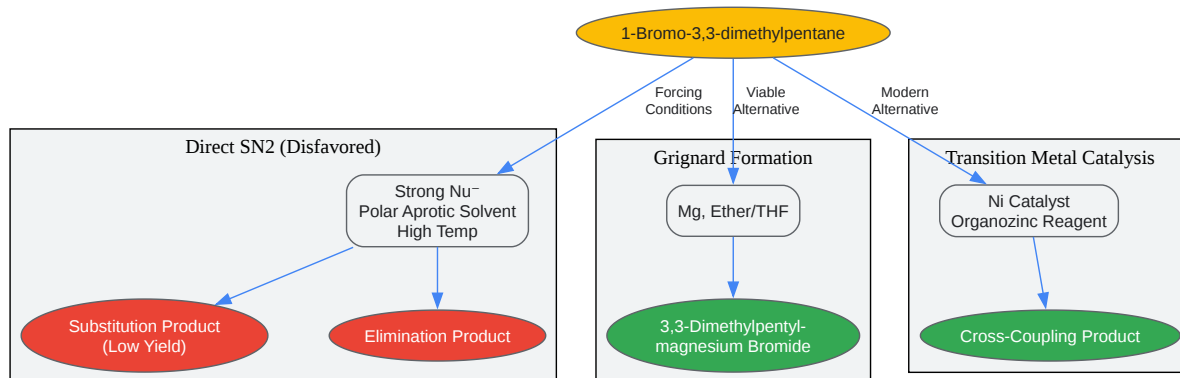 1-Bromo-3,3-dimethylpentane
Forcing
Conditions
Viable
Alternative
Modern
Alternative
Direct SN2 (Disfavored)
Strong Nu⁻
Polar Aprotic Solvent
High Temp
Substitution Product
(Low Yield)
Elimination Product
Grignard Formation
Mg, Ether/THF
3,3-Dimethylpentyl-
magnesium Bromide
Transition Metal Catalysis
Ni Catalyst
Organozinc Reagent
Cross-Coupling Product